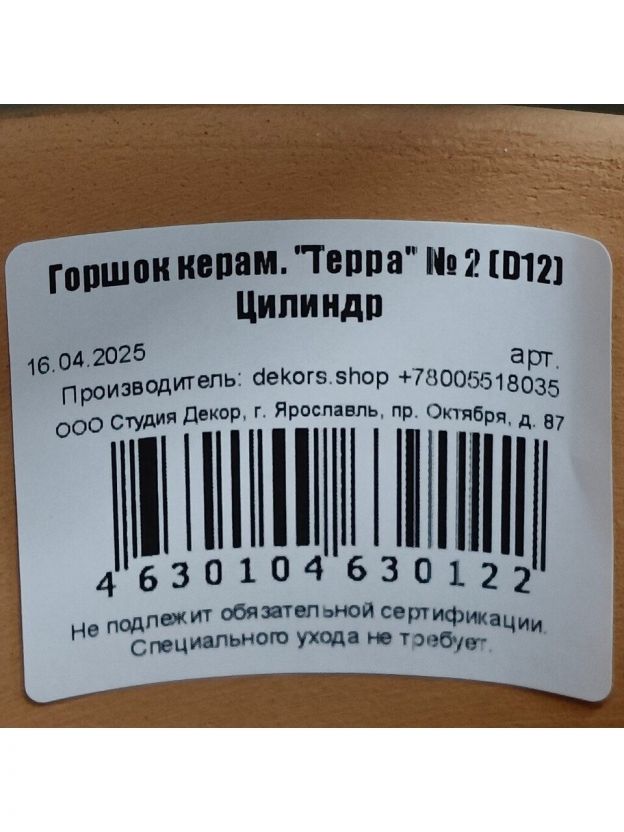 Горшок керам. "Терра" № 2 (D12)
Цилиндр
16.04.2025 арт.
Производитель: dekors.shop +78005518035
ООО Студия Декор, г. Ярославль, пр. Октября, д. 87
4 630104 630122
Не подлежит обязательной сертификации.
Специального ухода не требует.